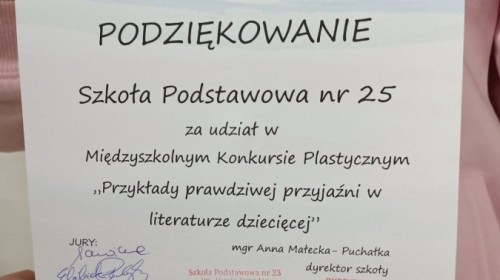 PODZIĘKOWANIE
Szkoła Podstawowa nr 25
za udział w
Międzyszkolnym Konkursie Plastycznym
„Przykłady prawdziwej przyjaźni w
literaturze dziecięcej”
mgr Anna Małecka- Puchałka
JURY:
dyrektor szkoły
Szkoła Podstawowa nr 23